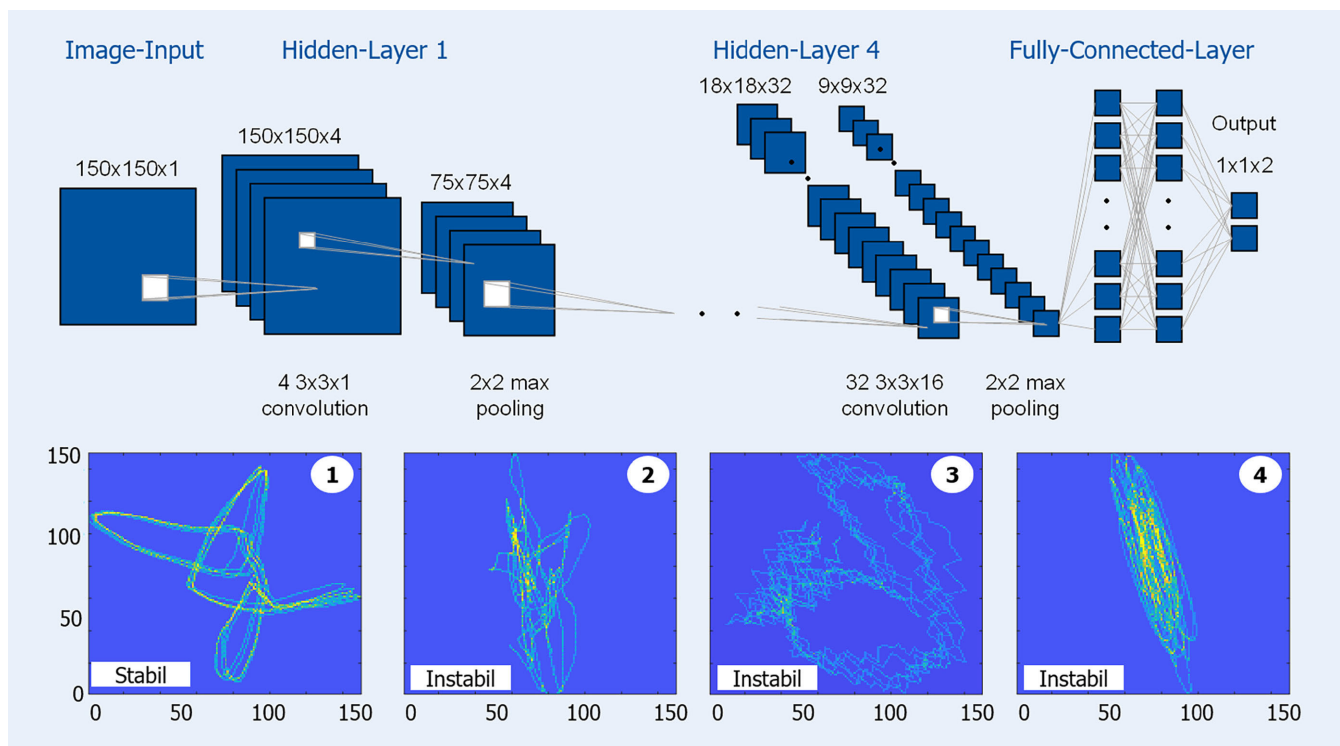 Image-Input
Hidden-Layer 1
Hidden-Layer 4
Fully-Connected-Layer
150x150x1
150x150x4
75x75x4
18x18x32
9x9x32
Output
1x1x2
4 3x3x1
convolution
2x2 max
pooling
32 3x3x16
convolution
2x2 max
pooling
150
100
50
0
1
Stabil
0 50 100 150
2
Instabil
0 50 100 150
3
Instabil
0 50 100 150
4
Instabil
0 50 100 150